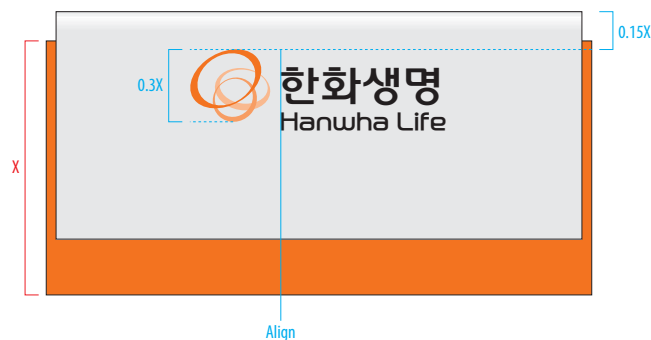 0.15X
0.3X
한화생명
Hanwha Life
X
Align